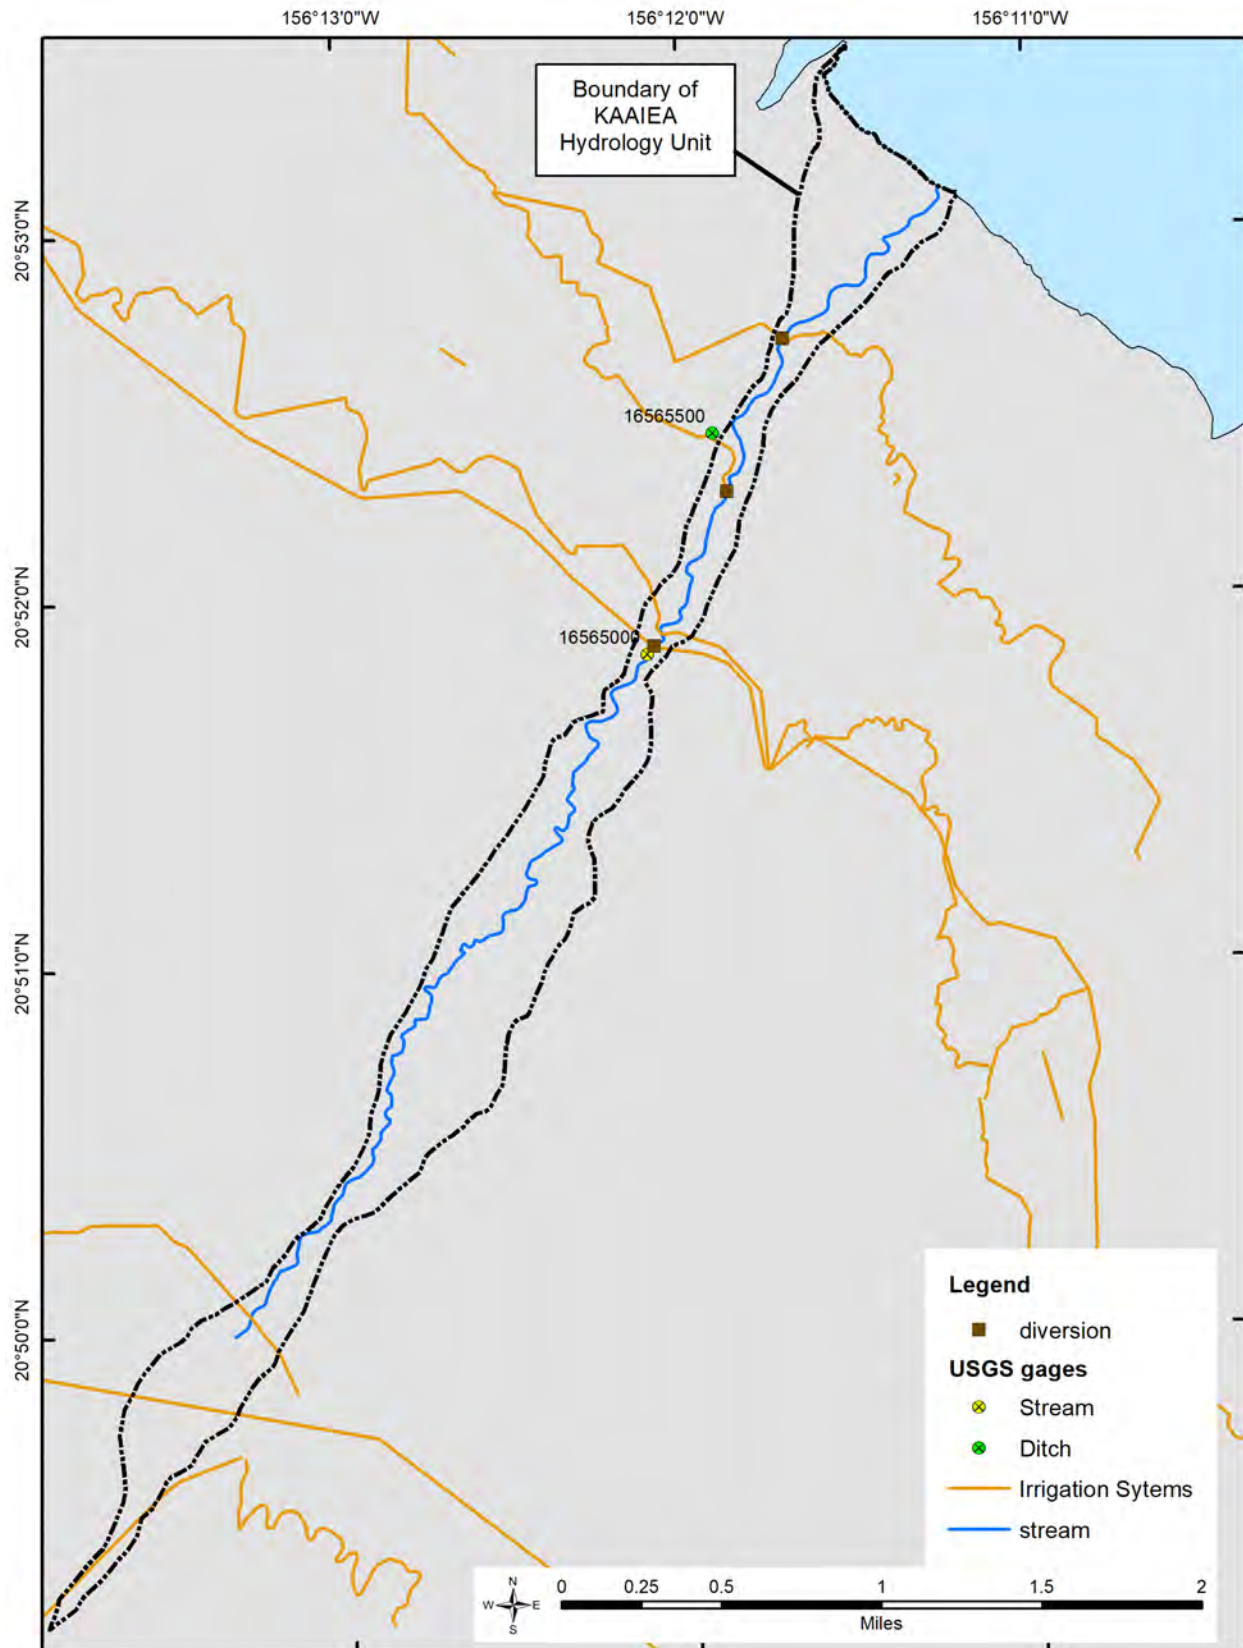 156°13'0"W
156°12'0"W
156°11'0"W
Boundary of
KAAIEA
Hydrology Unit
20°53'0"N
16565500
20°52'0"N
16565000
20°51'0"N
20°50'0"N
Legend
diversion
USGS gages
Stream
Ditch
Irrigation Sytems
stream
N
W E
S
0 0.25 0.5 1 1.5 2
Miles